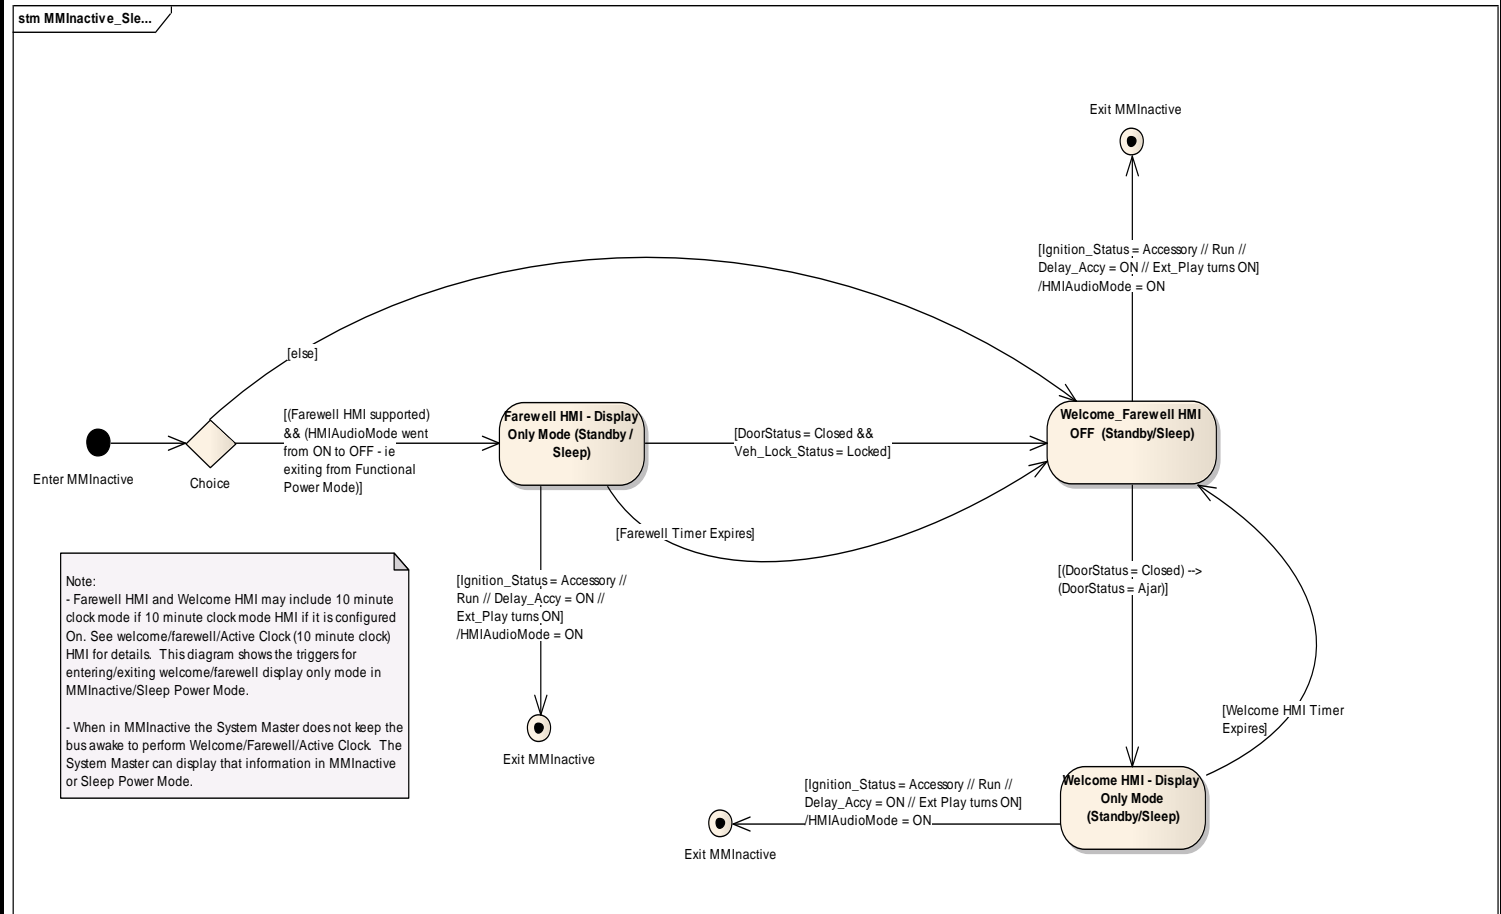 stm MMInactive_Sle...
Exit MMInactive
[Ignition_Status = Accessory // Run //
Delay_Accy = ON // Ext_Play turns ON]
/HMIAudioMode = ON
[else]
[(Farewell HMI supported)
&& (HMIAudioMode went
from ON to OFF - ie
exiting from Functional
Power Mode)]
Farewell HMI - Display
Only Mode (Standby /
Sleep)
[DoorStatus = Closed &&
Veh_Lock_Status = Locked]
Welcome_Farewell HMI
OFF (Standby/Sleep)
Enter MMInactive
Choice
[Farewell Timer Expires]
[Ignition_Status = Accessory //
Run // Delay_Accy = ON //
Ext_Play turns ON]
/HMIAudioMode = ON
[(DoorStatus = Closed) -->
(DoorStatus = Ajar)]
Note:
- Farewell HMI and Welcome HMI may include 10 minute
clock mode if 10 minute clock mode HMI if it is configured
On. See welcome/farewell/Active Clock (10 minute clock)
HMI for details. This diagram shows the triggers for
entering/exiting welcome/farewell display only mode in
MMInactive/Sleep Power Mode.
- When in MMInactive the System Master does not keep the
bus awake to perform Welcome/Farewell/Active Clock. The
System Master can display that information in MMInactive
or Sleep Power Mode.
Exit MMInactive
[Welcome HMI Timer
Expires]
[Ignition_Status = Accessory // Run //
Delay_Accy = ON // Ext Play turns ON]
/HMIAudioMode = ON
Welcome HMI - Display
Only Mode
(Standby/Sleep)
Exit MMInactive